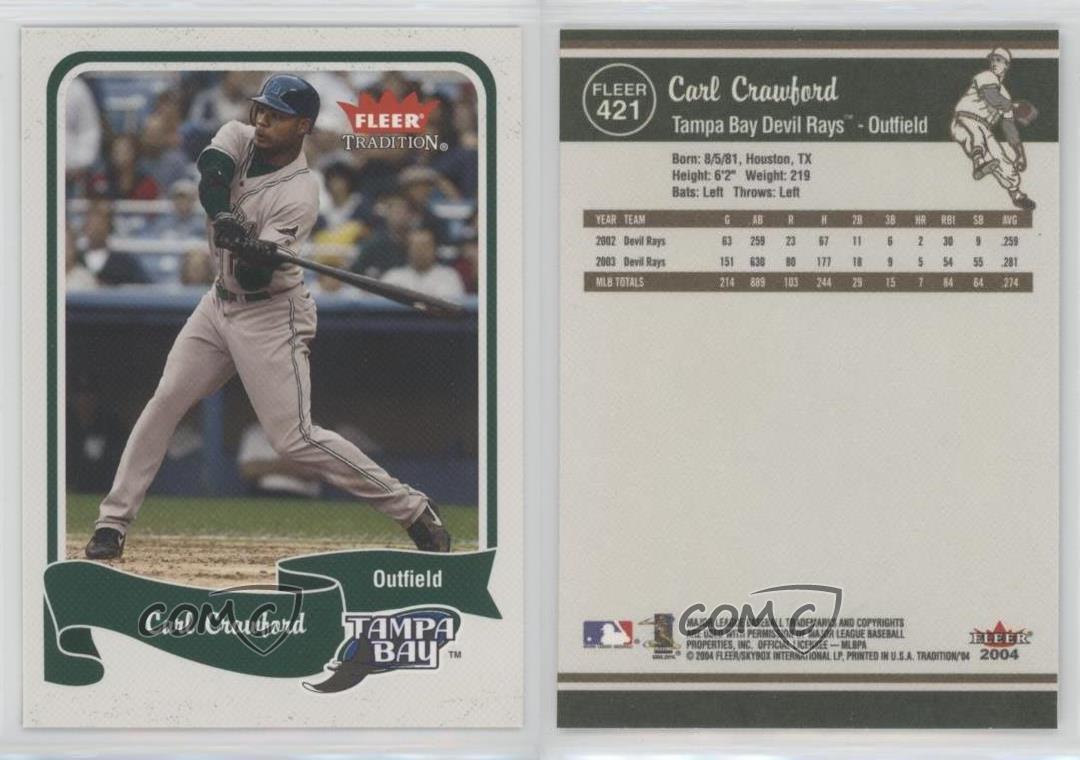 FLEER®
TRADITION®
Outfield
Carl Crawford
TAMPA
BAY™
COMC
FLEER
421
Carl Crawford
Tampa Bay Devil Rays™ - Outfield
Born: 8/5/81, Houston, TX
Height: 6'2" Weight: 219
Bats: Left Throws: Left
YEAR TEAM G AB R H 2B 3B HR RBI SB AVG
2002 Devil Rays 63 259 23 67 11 6 2 30 9 .259
2003 Devil Rays 151 630 80 177 18 9 5 54 55 .281
MLB TOTALS 214 889 103 244 29 15 7 84 64 .274
COMC
MAJOR LEAGUE BASEBALL TRADEMARKS AND COPYRIGHTS
ARE USED WITH PERMISSION OF MAJOR LEAGUE BASEBALL
PROPERTIES, INC. OFFICIAL LICENSEE — MLBPA
© 2004 FLEER/SKYBOX INTERNATIONAL LP, PRINTED IN U.S.A. TRADITION/'04
FLEER
2004